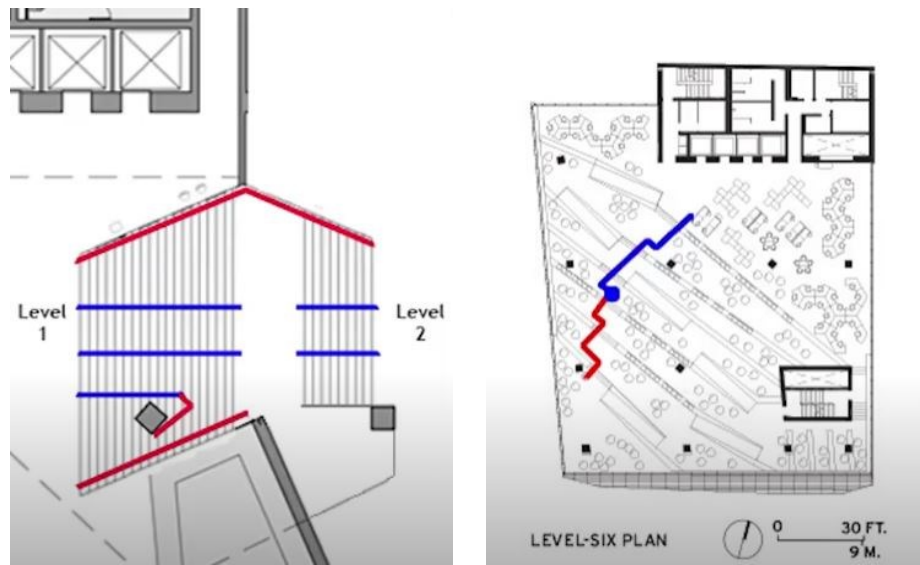 Level
1
Level
2
LEVEL-SIX PLAN
0
30 FT.
9 M.